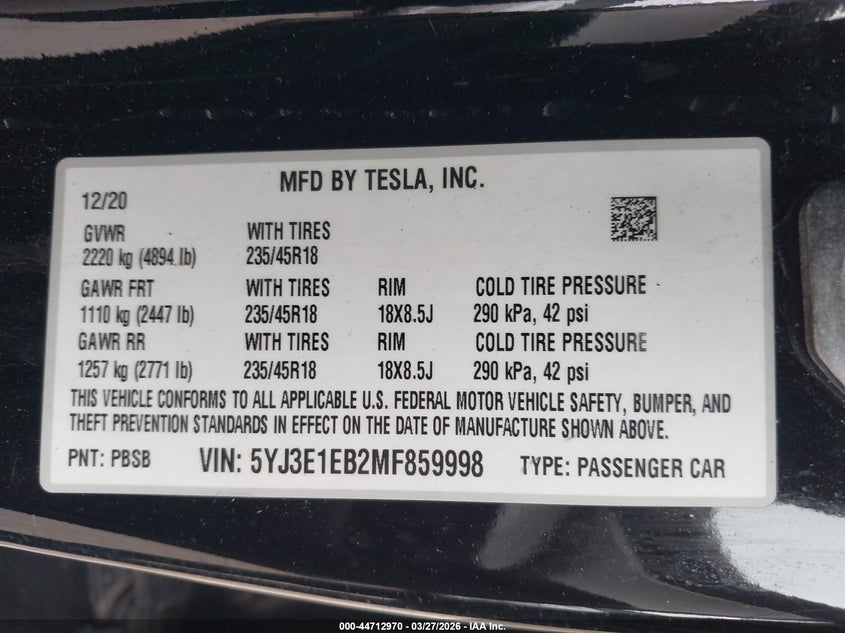 MFD BY TESLA, INC.
12/20
GVWR WITH TIRES
2220 kg (4894 lb) 235/45R18
GAWR FRT WITH TIRES RIM COLD TIRE PRESSURE
1110 kg (2447 lb) 235/45R18 18X8.5J 290 kPa, 42 psi
GAWR RR WITH TIRES RIM COLD TIRE PRESSURE
1257 kg (2771 lb) 235/45R18 18X8.5J 290 kPa, 42 psi
THIS VEHICLE CONFORMS TO ALL APPLICABLE U.S. FEDERAL MOTOR VEHICLE SAFETY, BUMPER, AND
THEFT PREVENTION STANDARDS IN EFFECT ON THE DATE OF MANUFACTURE SHOWN ABOVE.
PNT: PBSB VIN: 5YJ3E1EB2MF859998 TYPE: PASSENGER CAR
000-44712970 - 03/27/2026 - IAA Inc.